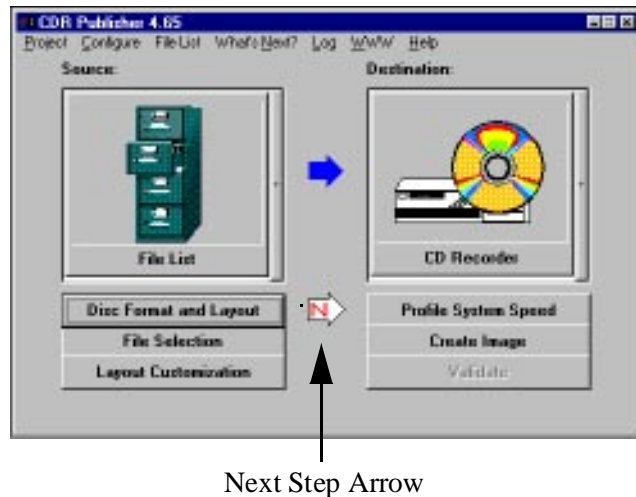 CDR Publisher 4.65
Project Configure File List What's Next? Log WWW Help
Source:
Destination:
File List
CD Recorder
Disc Format and Layout
N
Profile System Speed
File Selection
Create Image
Layout Customization
Validate
Next Step Arrow